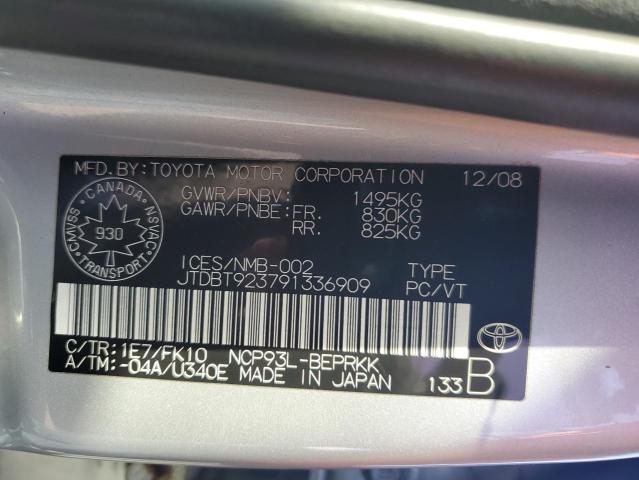 MFD.BY:TOYOTA MOTOR CORPORATION 12/08
GVWR/PNBV: 1495KG
GAWR/PNBE:FR. 830KG
RR. 825KG
CANADA
CMVSS 930 NSVAC
TRANSPORT
ICES/NMB-002 TYPE
JTDBT923791336909 PC/VT
C/TR:1E7/FK10 NCP93L-BEPRKK
A/TM:-04A/U340E MADE IN JAPAN 133 B